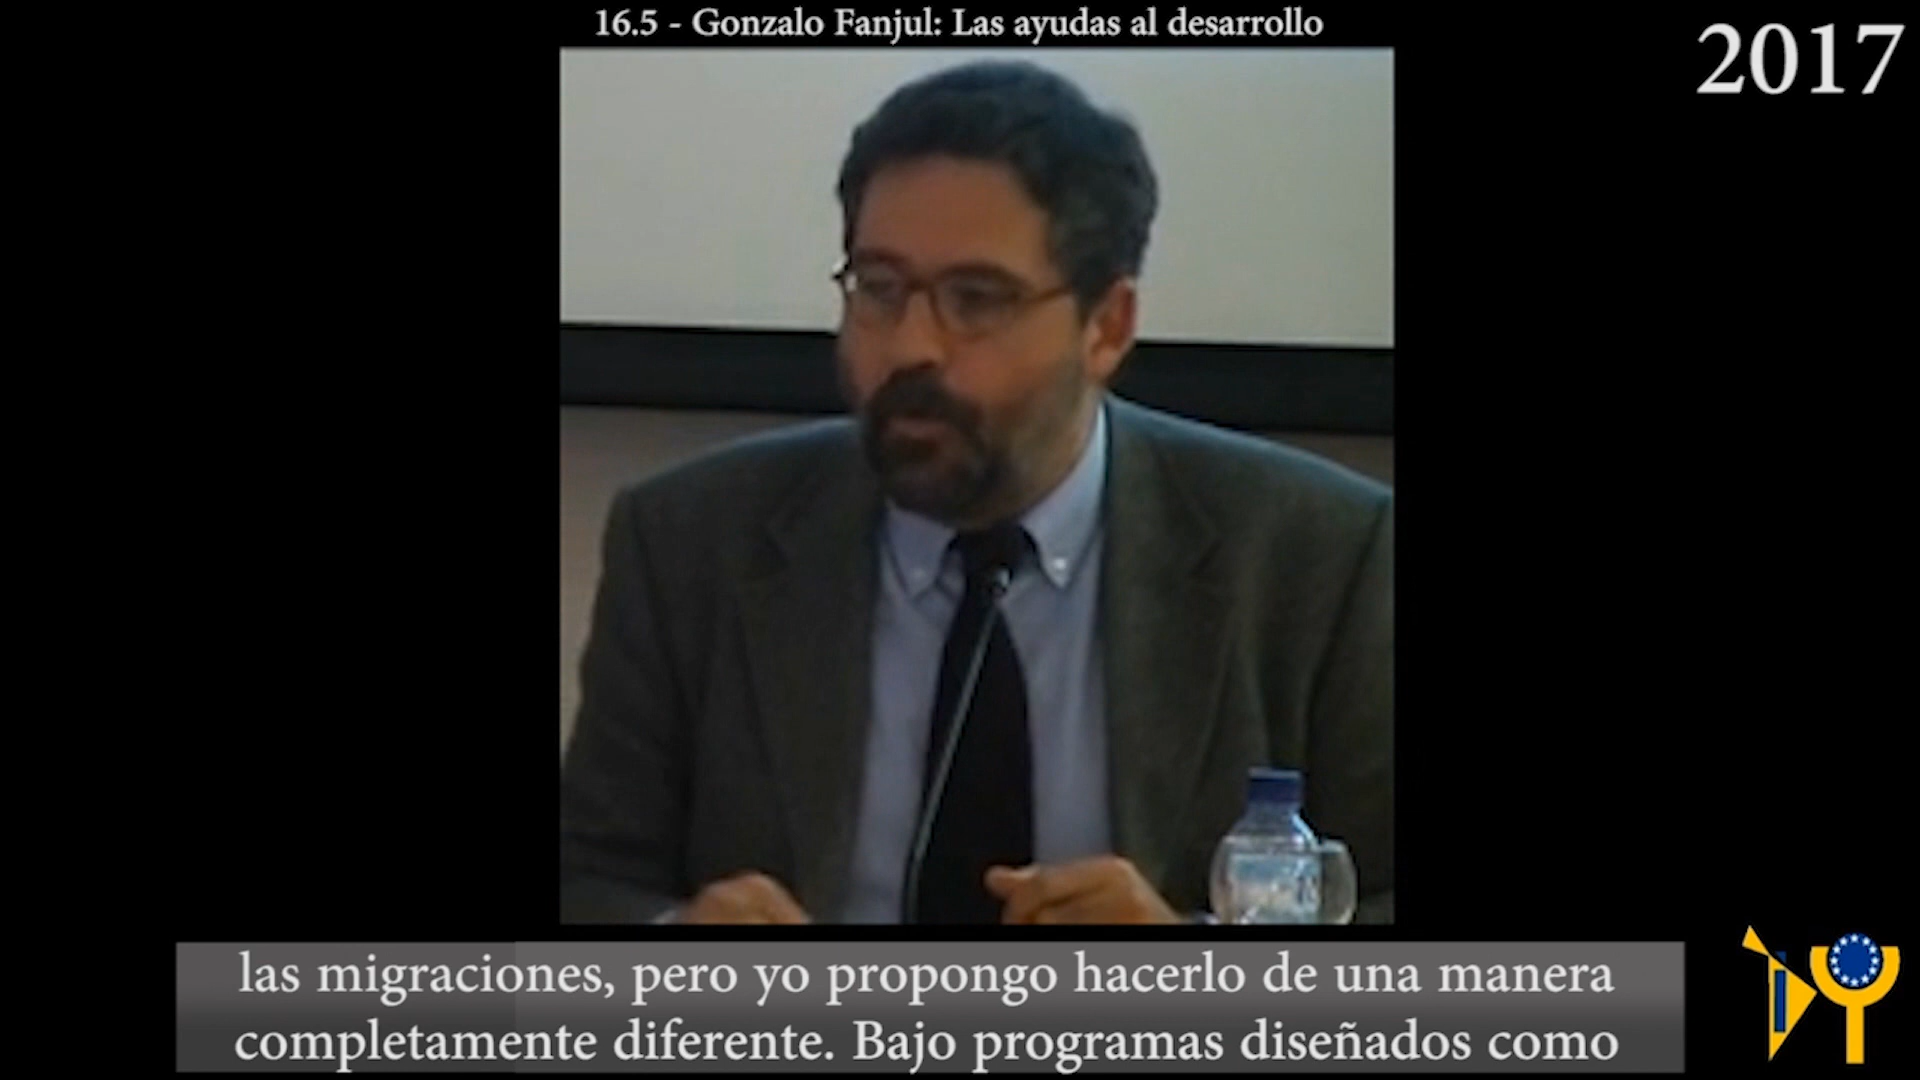 16.5 - Gonzalo Fanjul: Las ayudas al desarrollo
2017
las migraciones, pero yo propongo hacerlo de una manera
completamente diferente. Bajo programas diseñados como